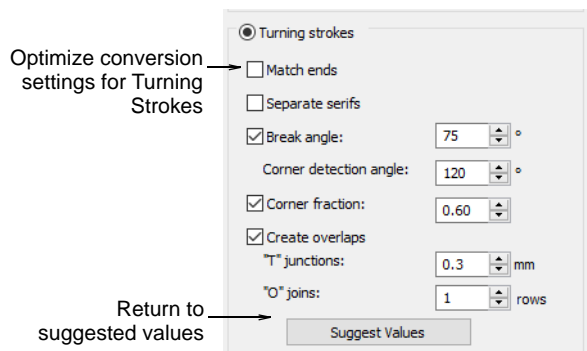 Turning strokes
Optimize conversion
settings for Turning
Strokes
Match ends
Separate serifs
Break angle: 75 °
Corner detection angle: 120 °
Corner fraction: 0.60
Create overlaps
"T" junctions: 0.3 mm
"O" joins: 1 rows
Return to
suggested values
Suggest Values